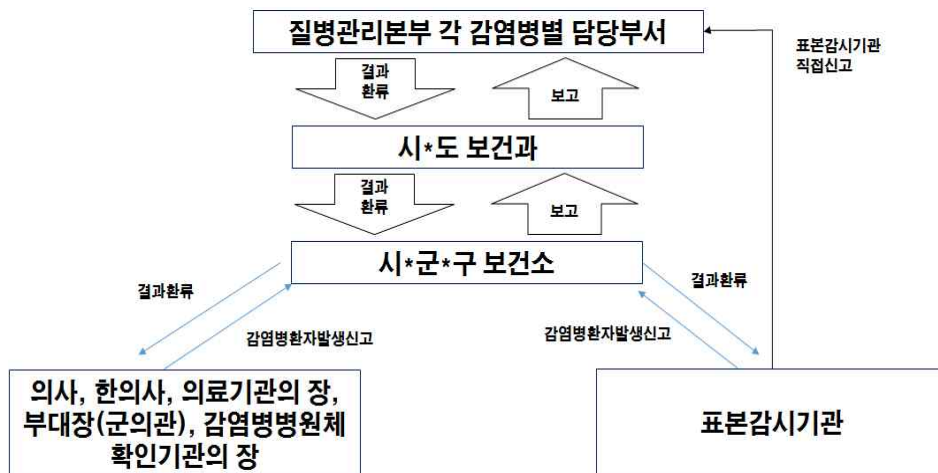 질병관리본부 각 감염병별 담당부서
표본감시기관
직접신고
결과
환류
보고
시*도 보건과
결과
환류
보고
시*군*구 보건소
결과환류
결과환류
감염병환자발생신고
감염병환자발생신고
의사, 한의사, 의료기관의 장,
부대장(군의관), 감염병병원체
확인기관의 장
표본감시기관